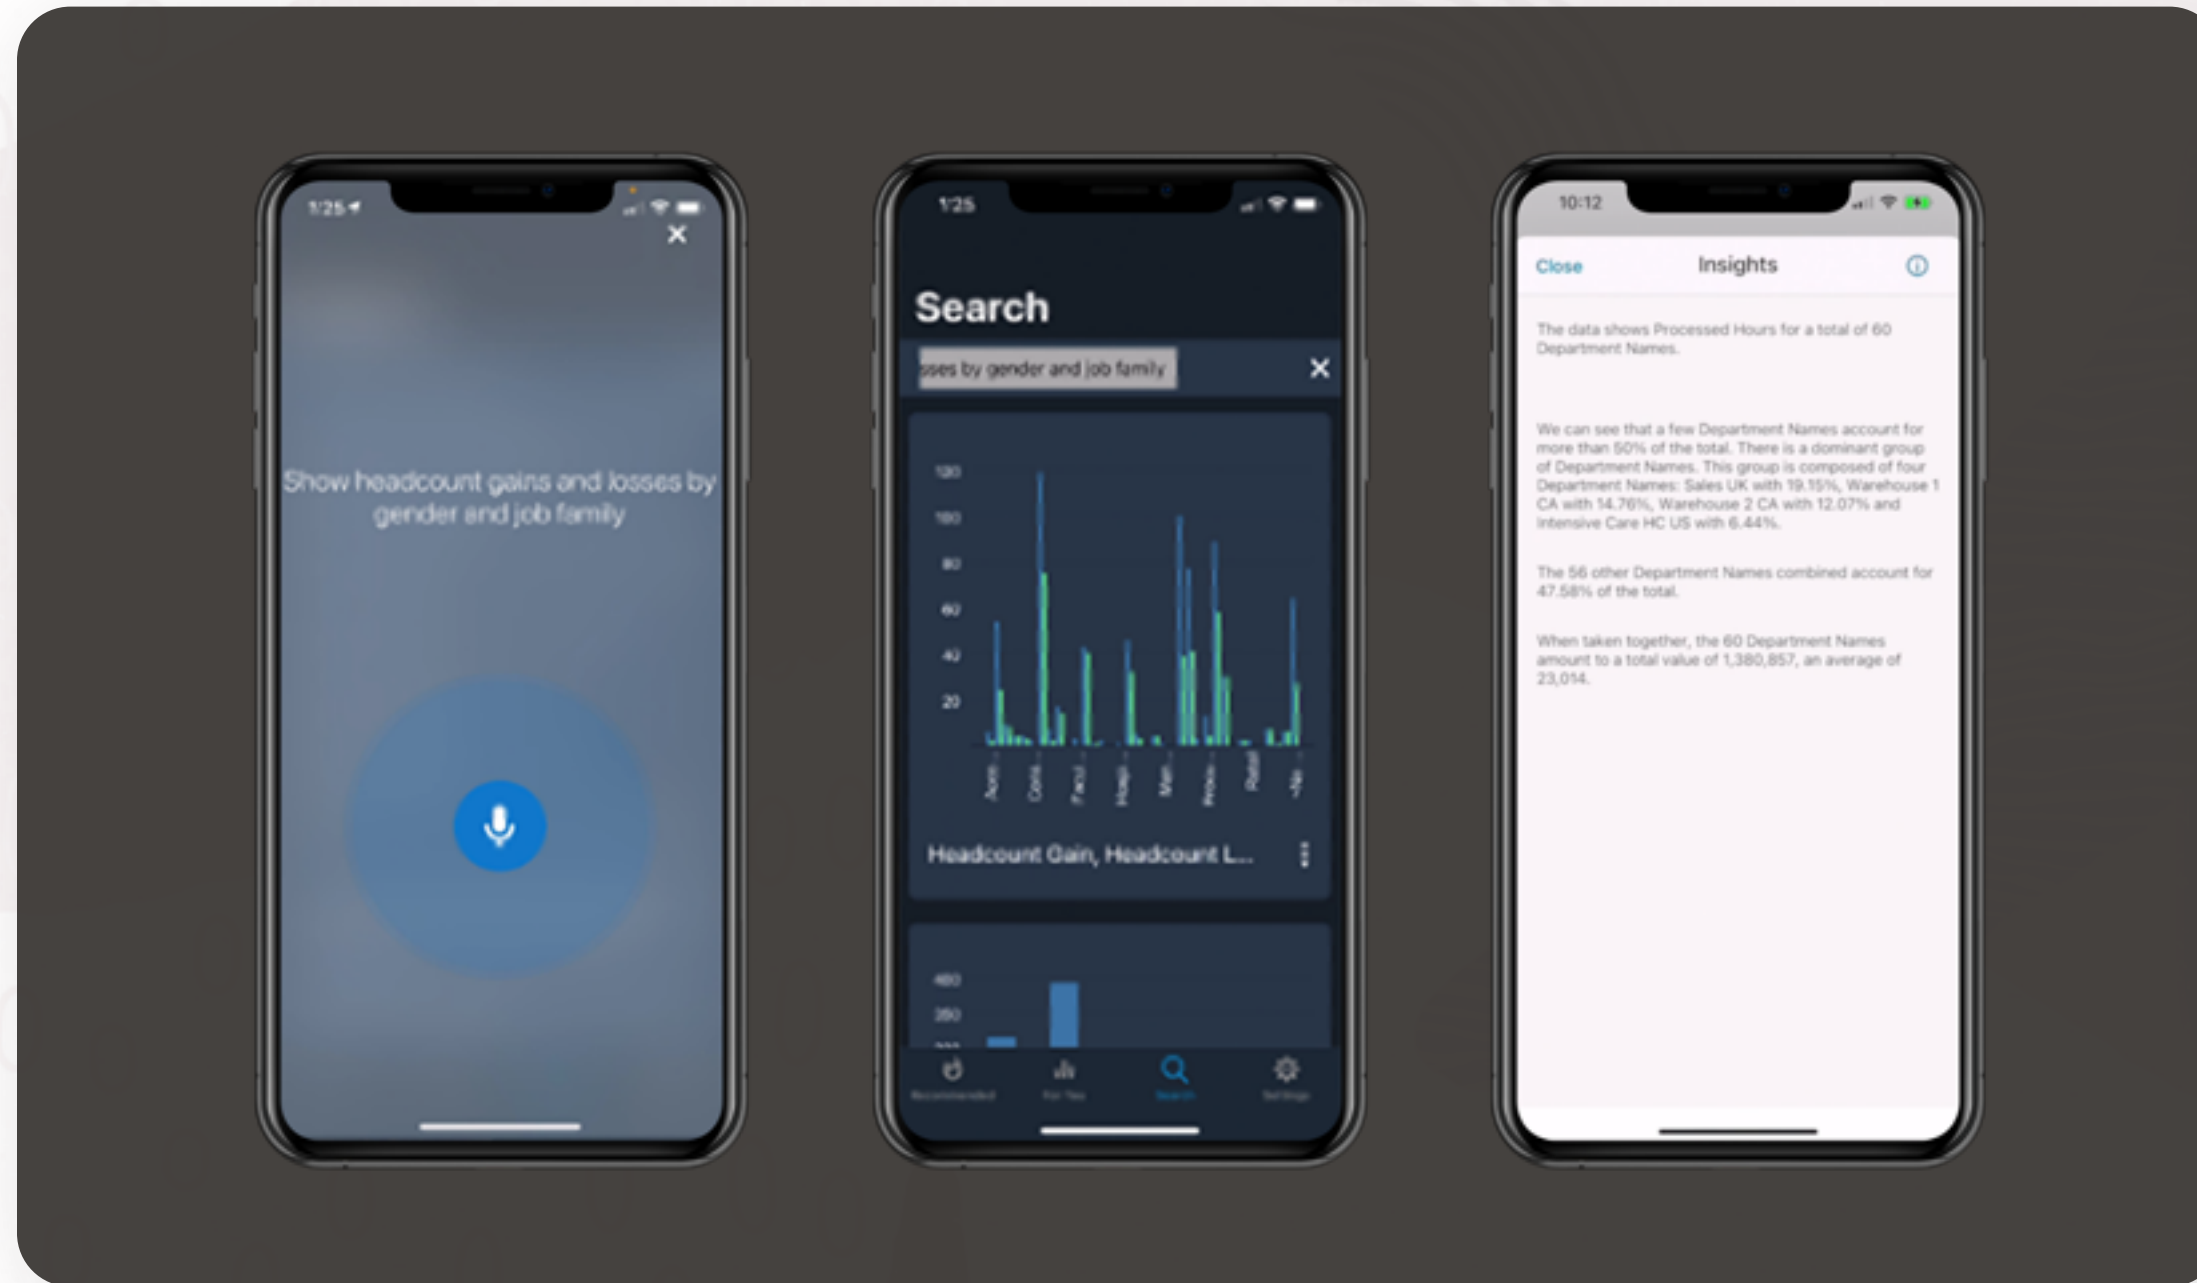 1:25
Show headcount gains and losses by
gender and job family
1:25
Search
sses by gender and job family
120
100
80
60
40
20
Hospi...
Retail
Headcount Gain, Headcount L...
Recommended
For You
Search
Settings
10:12
Close
Insights
The data shows Processed Hours for a total of 60
Department Names.
We can see that a few Department Names account for
more than 50% of the total. There is a dominant group
of Department Names. This group is composed of four
Department Names: Sales UK with 19.15%, Warehouse 1
CA with 14.76%, Warehouse 2 CA with 12.07% and
Intensive Care HC US with 6.44%.
The 56 other Department Names combined account for
47.58% of the total.
When taken together, the 60 Department Names
amount to a total value of 1,380,857, an average of
23,014.